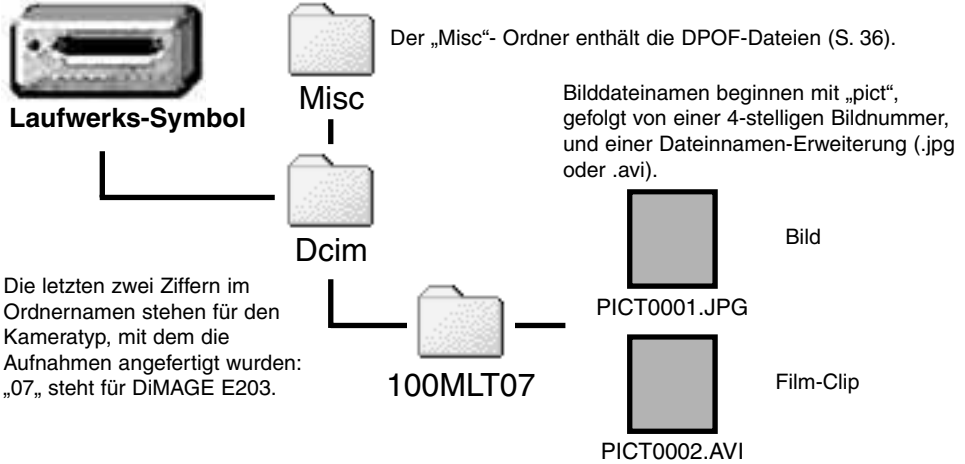 Der „Misc“- Ordner enthält die DPOF-Dateien (S. 36).
Misc
Laufwerks-Symbol
Bilddateinamen beginnen mit „pict“,
gefolgt von einer 4-stelligen Bildnummer,
und einer Dateinnamen-Erweiterung (.jpg
oder .avi).
Dcim
Bild
PICT0001.JPG
Die letzten zwei Ziffern im
Ordnernamen stehen für den
Kameratyp, mit dem die
Aufnahmen angefertigt wurden:
„07„ steht für DiMAGE E203.
100MLT07
Film-Clip
PICT0002.AVI